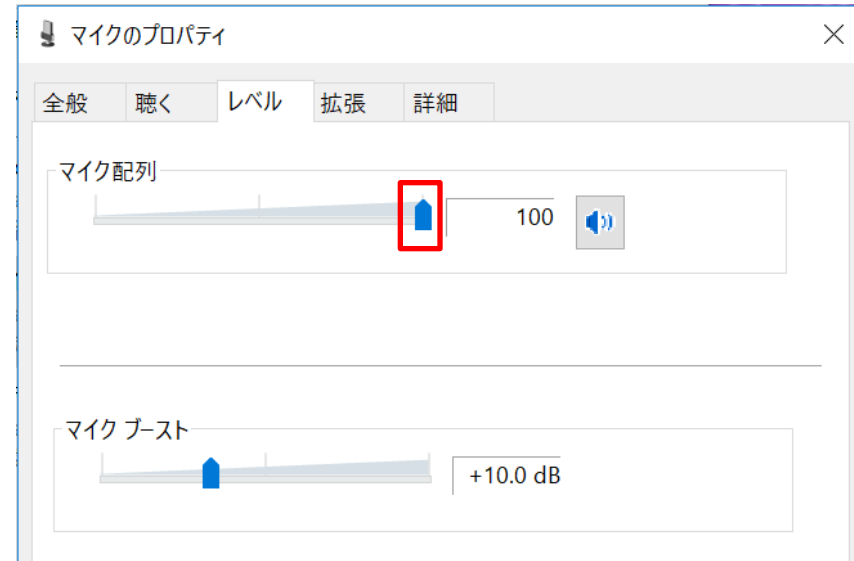 マイクのプロパティ
全般 聴く レベル 拡張 詳細
マイク配列
100
マイク ブースト
+10.0 dB